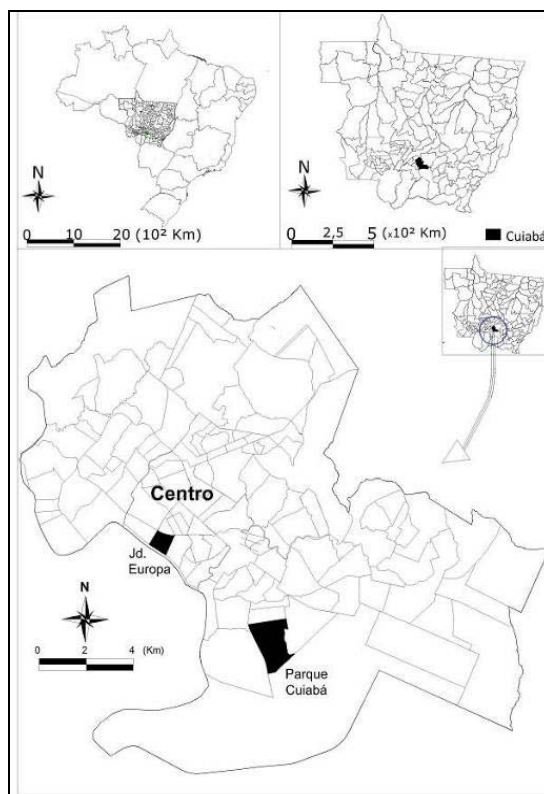 N
0 10 20 (10² Km)
N
0 2,5 5 (x10² Km)
Cuiabá
Centro
Jd.
Europa
N
0 2 4 (Km)
Parque
Cuiabá